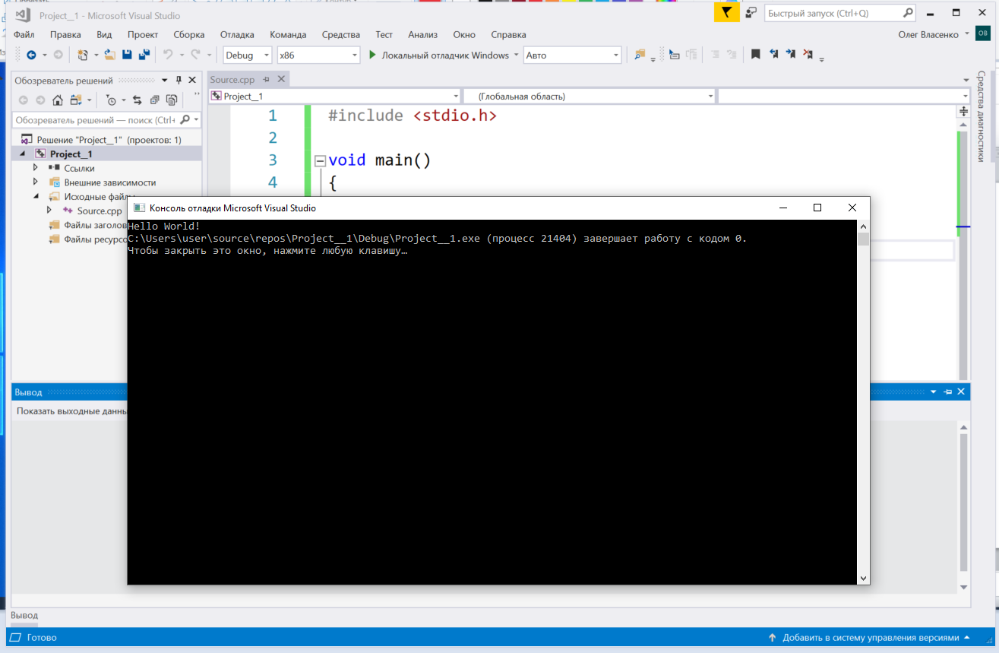 Project__1 - Microsoft Visual Studio
Быстрый запуск (Ctrl+Q)
Файл Правка Вид Проект Сборка Отладка Команда Средства Тест Анализ Окно Справка
Олег Власенко ОВ
Debug x86 Локальный отладчик Windows Авто
Обозреватель решений
Обозреватель решений — поиск (Ctrl+
Решение "Project__1" (проектов: 1)
Project__1
Ссылки
Внешние зависимости
Исходные файлы
Source.cpp
Файлы заголов
Файлы ресурсо
Source.cpp
Project__1 (Глобальная область)
1 #include <stdio.h>
2
3 void main()
4 {
Средства диагностики
Консоль отладки Microsoft Visual Studio
Hello World!
C:\Users\user\source\repos\Project__1\Debug\Project__1.exe (процесс 21404) завершает работу с кодом 0.
Чтобы закрыть это окно, нажмите любую клавишу…
Вывод
Показать выходные данны
Вывод
Готово
Добавить в систему управления версиями